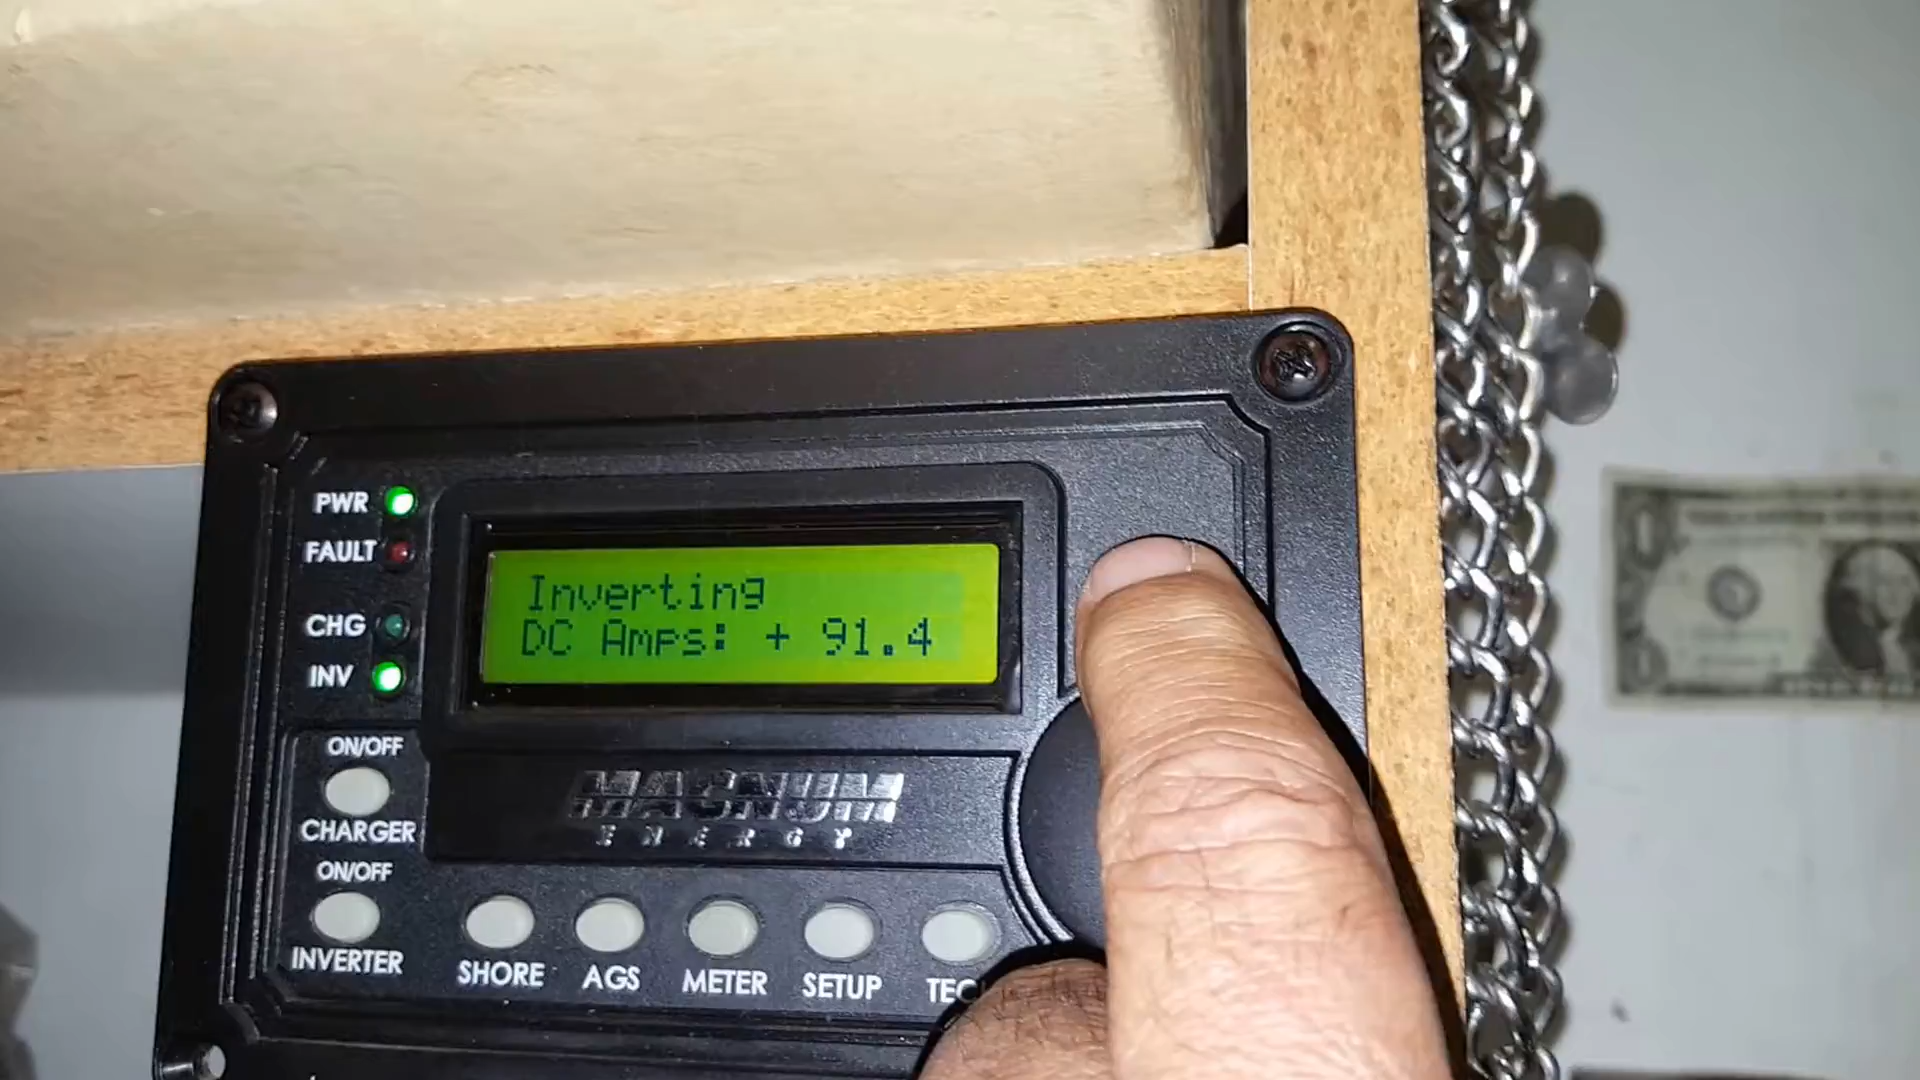 PWR
FAULT
CHG
INV
Inverting
DC Amps: + 91.4
ON/OFF
CHARGER
MAGNUM
ENERGY
ON/OFF
INVERTER
SHORE
AGS
METER
SETUP
TEC